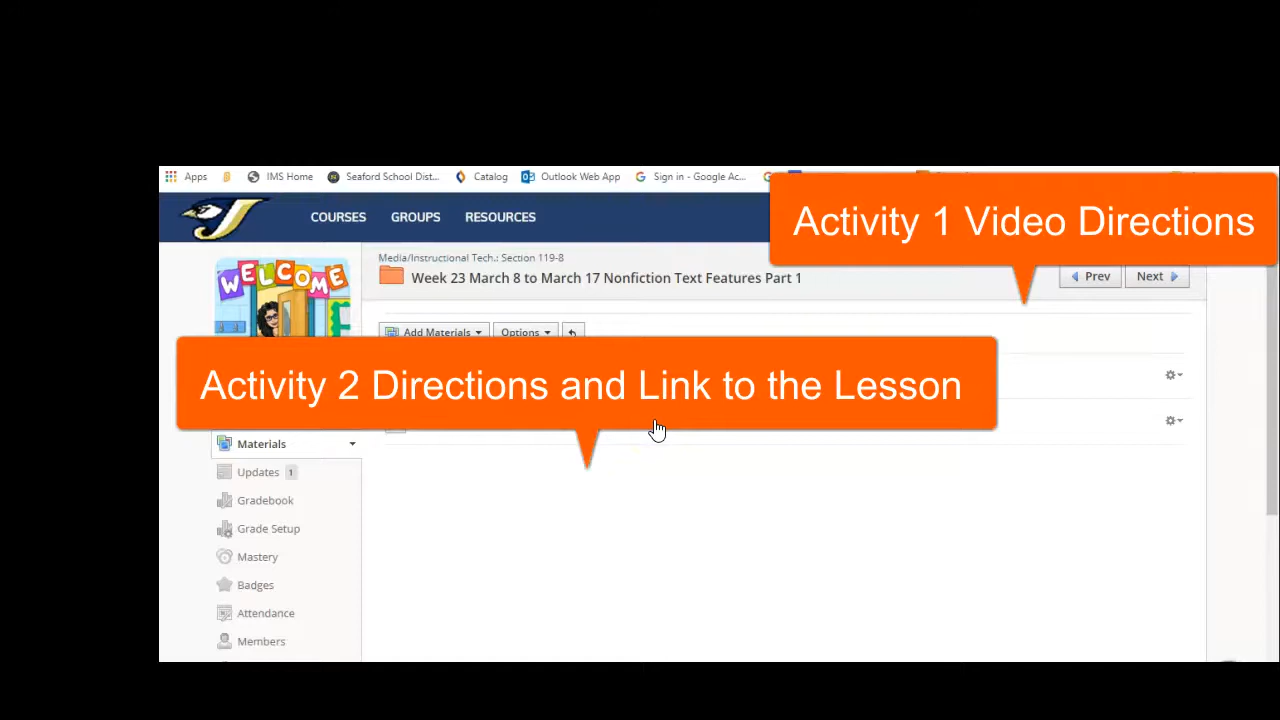 Apps
IMS Home
Seaford School Dist...
Catalog
Outlook Web App
Sign in - Google Ac...
COURSES
GROUPS
RESOURCES
Activity 1 Video Directions
WELCOME
Media/Instructional Tech.: Section 119-8
Week 23 March 8 to March 17 Nonfiction Text Features Part 1
Prev
Next
Add Materials
Options
Activity 2 Directions and Link to the Lesson
Materials
Updates 1
Gradebook
Grade Setup
Mastery
Badges
Attendance
Members